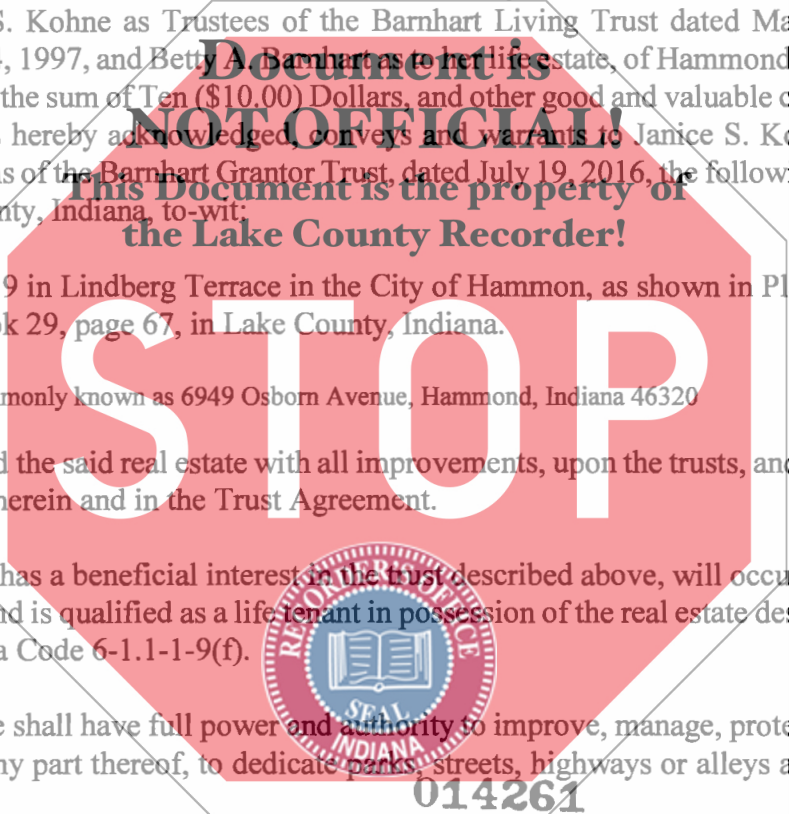 S. Kohne as Trustees of the Barnhart Living Trust dated Ma
, 1997, and Betty A. Barnhart as to her life estate, of Hammond
Document is
the sum of Ten ($10.00) Dollars, and other good and valuable c
hereby acknowledged, conveys and warrants to Janice S. Ko
NOT OFFICIAL!
s of the Barnhart Grantor Trust, dated July 19, 2016, the follow
This Document is the property of
nty, Indiana, to-wit;
the Lake County Recorder!
9 in Lindberg Terrace in the City of Hammon, as shown in Pl
k 29, page 67, in Lake County, Indiana.
STOP
monly known as 6949 Osborn Avenue, Hammond, Indiana 46320
d the said real estate with all improvements, upon the trusts, and
herein and in the Trust Agreement.
has a beneficial interest in the trust described above, will occu
nd is qualified as a life tenant in possession of the real estate des
a Code 6-1.1-1-9(f).
RECORDER'S OFFICE
SEAL
INDIANA
e shall have full power and authority to improve, manage, prote
ny part thereof, to dedicate parks, streets, highways or alleys a
014261